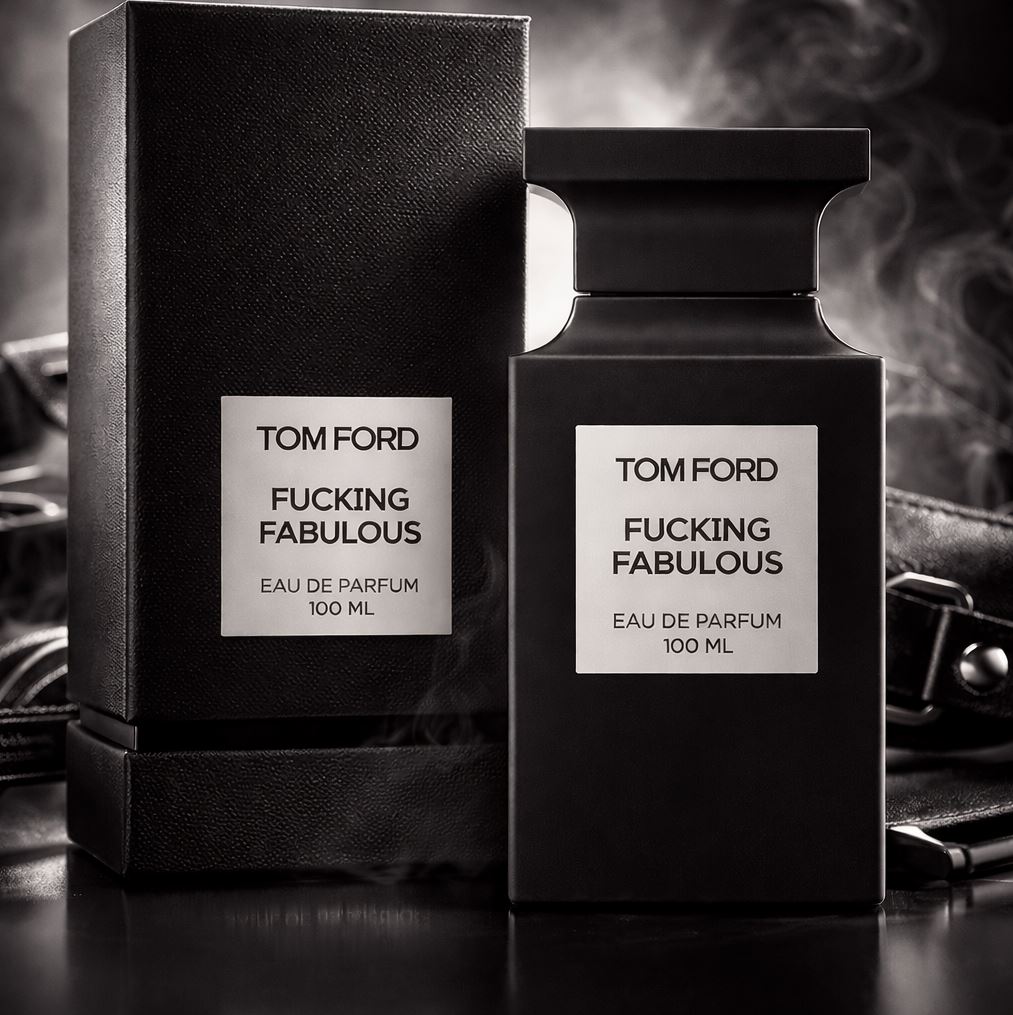 TOM FORD
FUCKING
FABULOUS
EAU DE PARFUM
100 ML
TOM FORD
FUCKING
FABULOUS
EAU DE PARFUM
100 ML